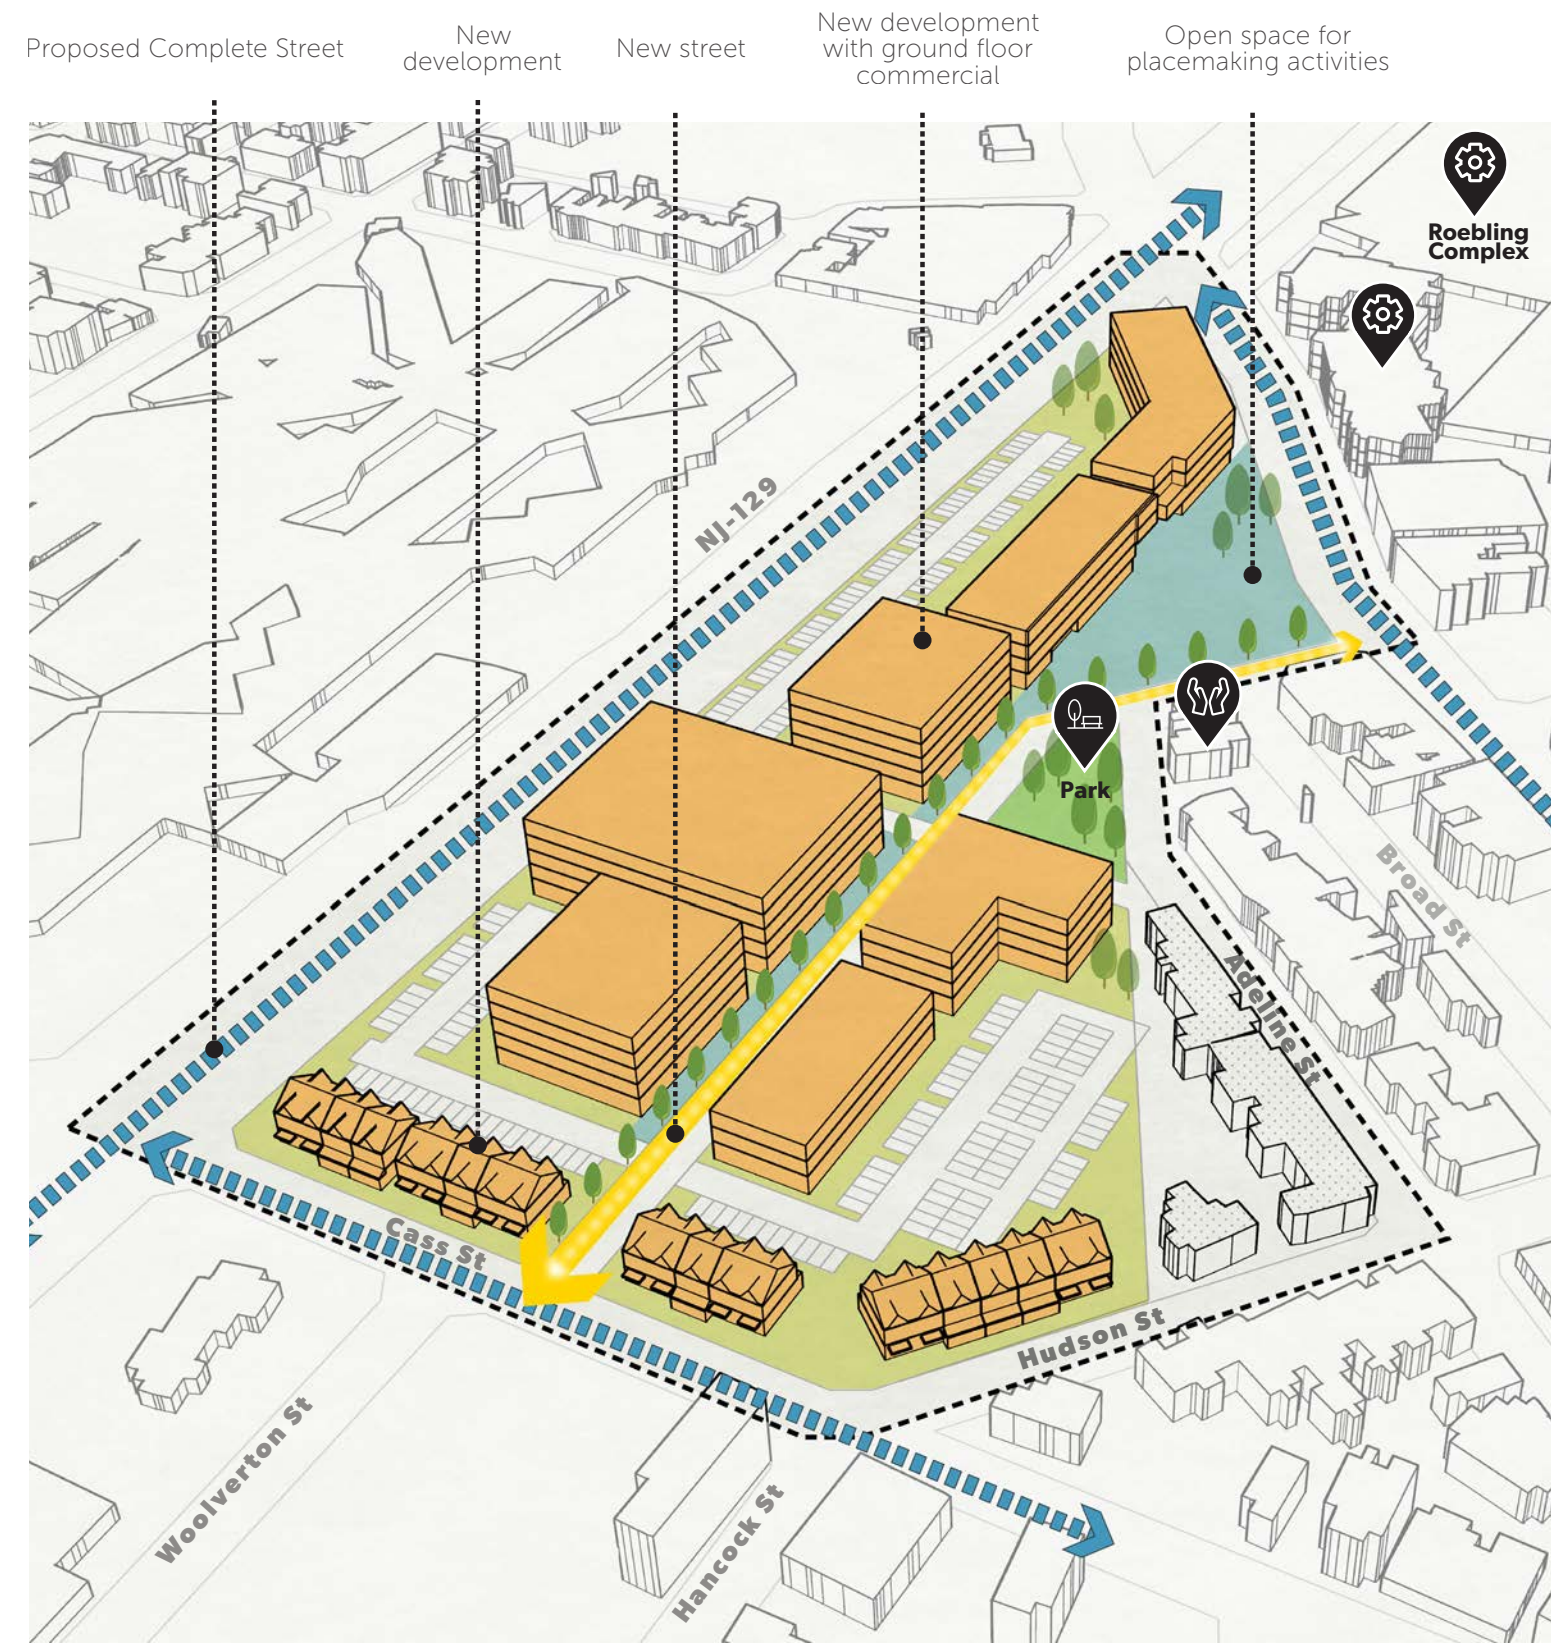 Proposed Complete Street
New
development
New street
New development
with ground floor
commercial
Open space for
placemaking activities
Roebling
Complex
NJ-129
Park
Broad St
Adeline St
Cass St
Hudson St
Woolverton St
Hancock St